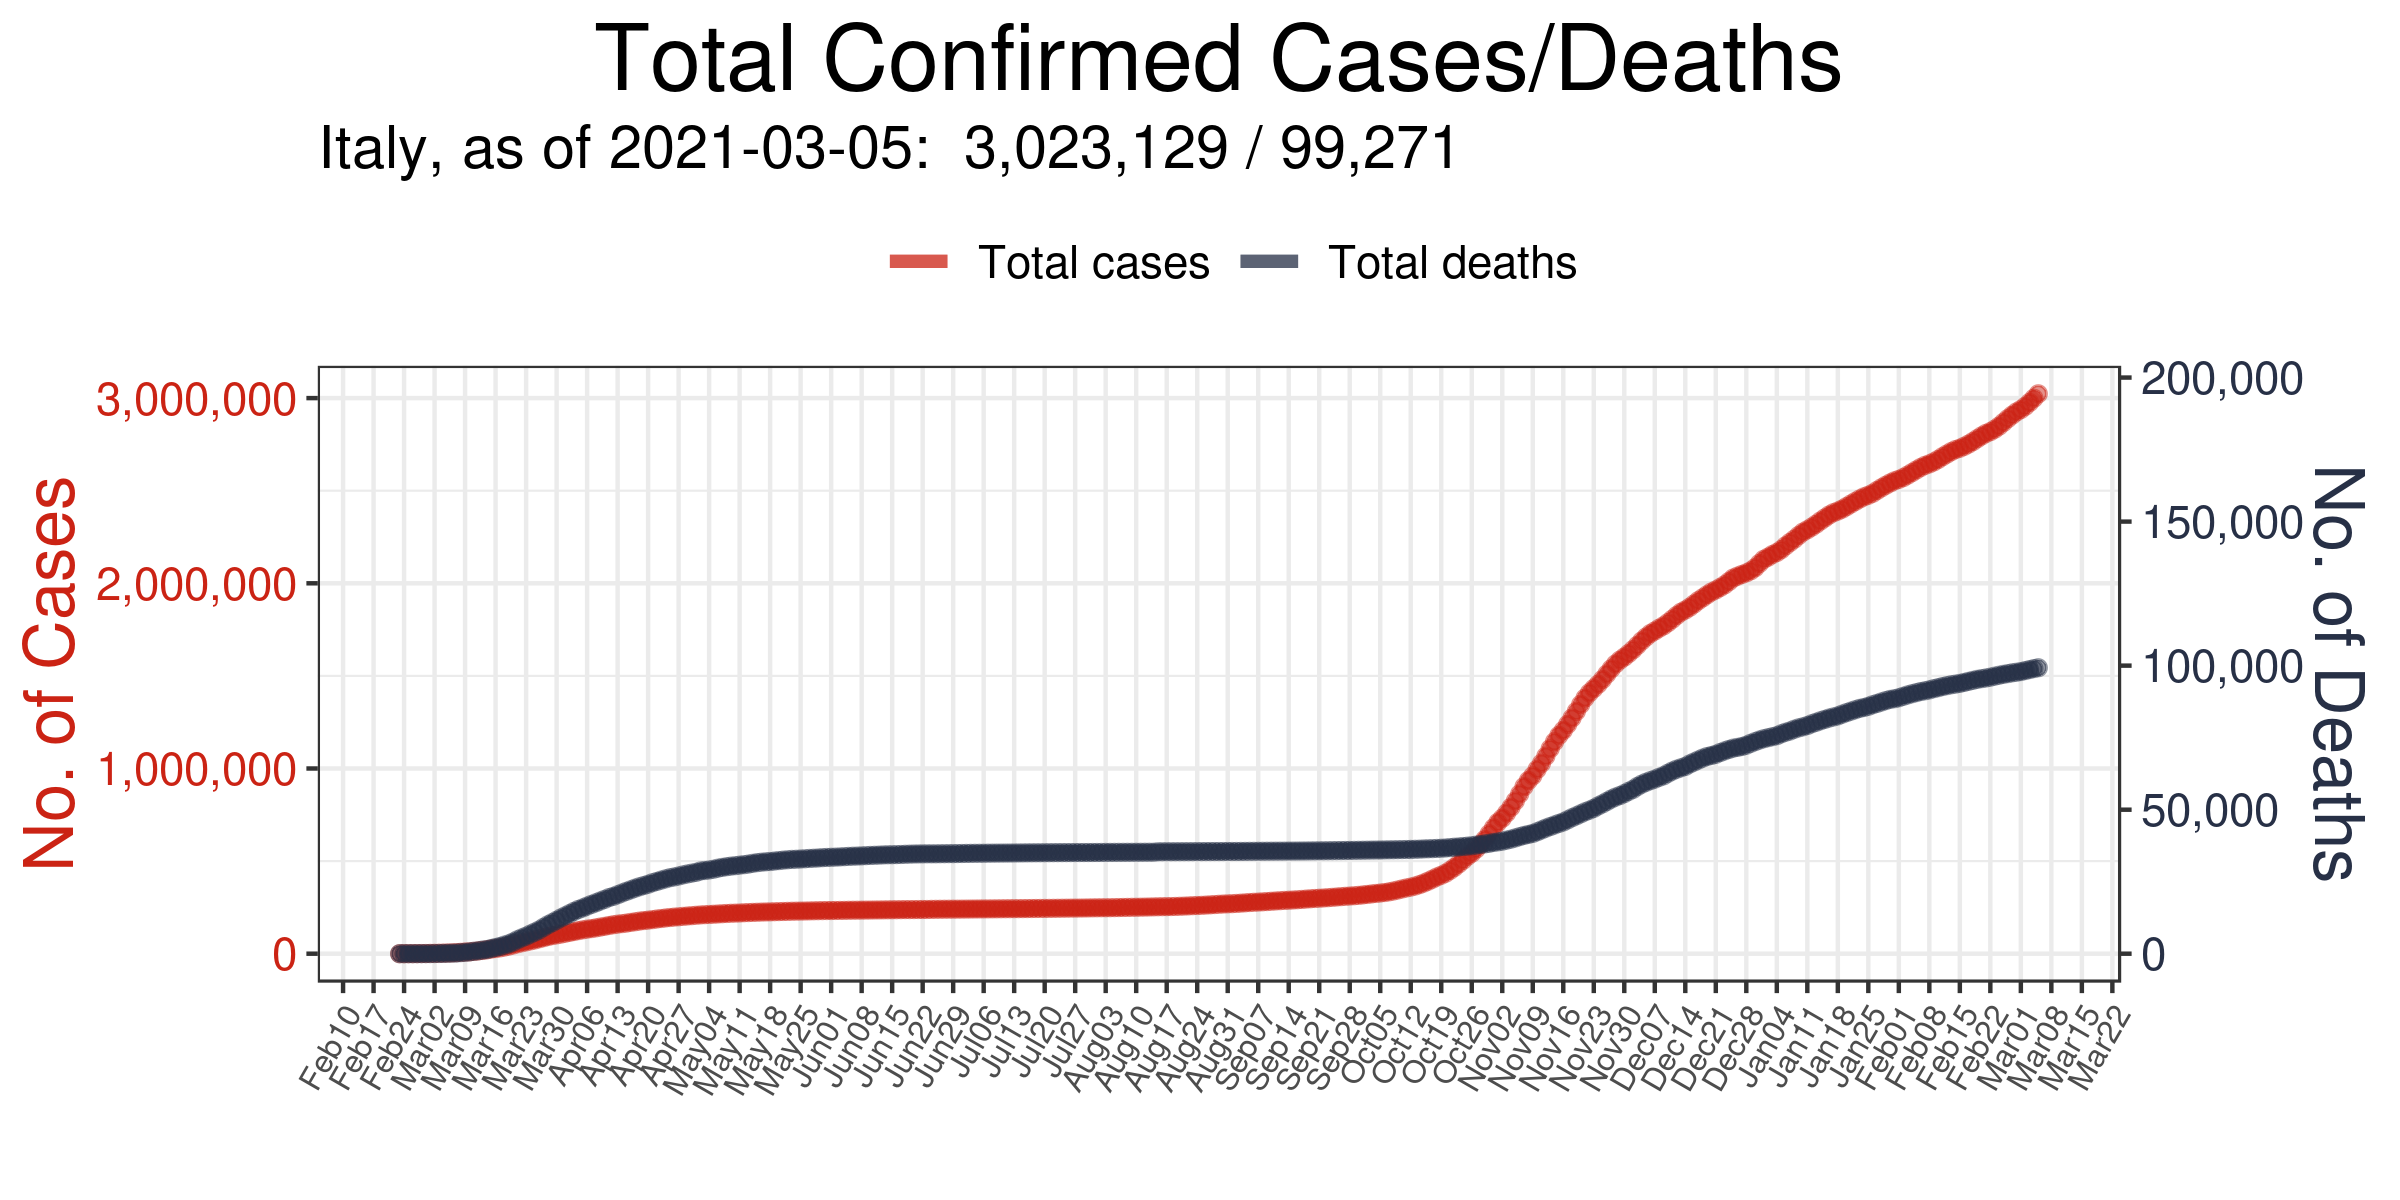 Total Confirmed Cases/Deaths
Italy, as of 2021-03-05:  3,023,129 / 99,271
Total cases
Total deaths
No. of Cases
3,000,000
2,000,000
1,000,000
0
200,000
150,000
100,000
50,000
0
No. of Deaths
Feb10
Feb17
Feb24
Mar02
Mar09
Mar16
Mar23
Mar30
Apr06
Apr13
Apr20
Apr27
May04
May11
May18
May25
Jun01
Jun08
Jun15
Jun22
Jun29
Jul06
Jul13
Jul20
Jul27
Aug03
Aug10
Aug17
Aug24
Aug31
Sep07
Sep14
Sep21
Sep28
Oct05
Oct12
Oct19
Oct26
Nov02
Nov09
Nov16
Nov23
Nov30
Dec07
Dec14
Dec21
Dec28
Jan04
Jan11
Jan18
Jan25
Feb01
Feb08
Feb15
Feb22
Mar01
Mar08
Mar15
Mar22